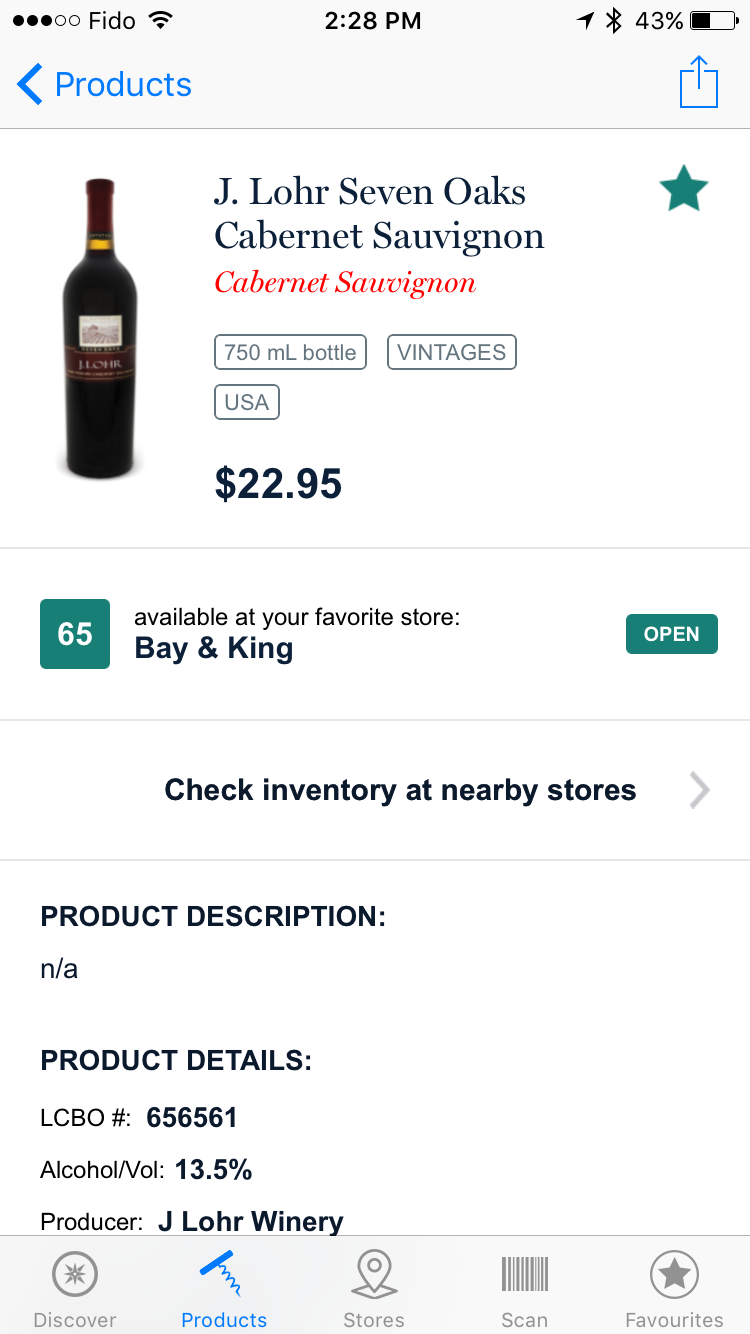 Fido 2:28 PM 43%
Products
J. Lohr Seven Oaks
Cabernet Sauvignon
Cabernet Sauvignon
750 mL bottle VINTAGES
USA
$22.95
J.LOHR
65 available at your favorite store:
Bay & King
OPEN
Check inventory at nearby stores
PRODUCT DESCRIPTION:
n/a
PRODUCT DETAILS:
LCBO #: 656561
Alcohol/Vol: 13.5%
Producer: J Lohr Winery
Discover Products Stores Scan Favourites